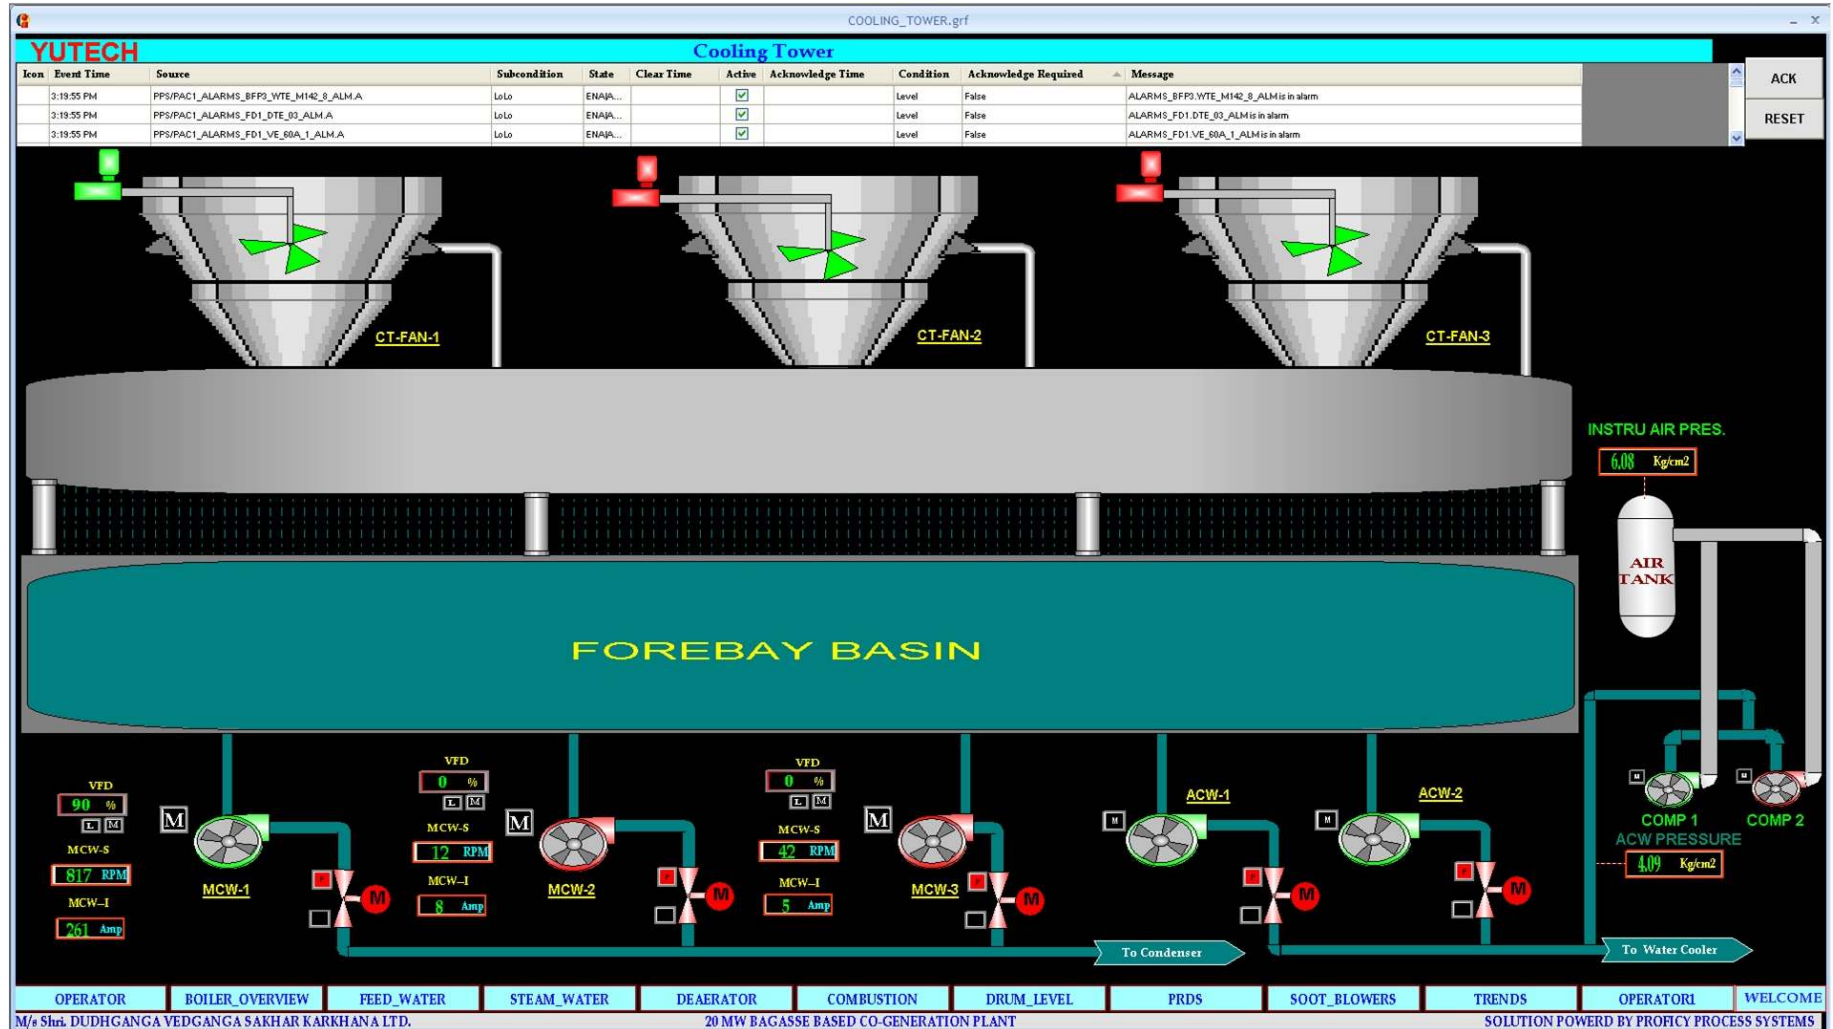 COOLING_TOWER.grf
YUTECH
Cooling Tower
Icon Event Time Source Subcondition State Clear Time Active Acknowledge Time Condition Acknowledge Required Message
3:19:55 PM PPS/PAC1_ALARMS_BFP3_WTE_M142_8_ALM.A LoLo ENA|A... Level False ALARMS_BFP3.WTE_M142_8_ALM is in alarm
3:19:55 PM PPS/PAC1_ALARMS_FD1_DTE_03_ALM.A LoLo ENA|A... Level False ALARMS_FD1.DTE_03_ALM is in alarm
3:19:55 PM PPS/PAC1_ALARMS_FD1_VE_60A_1_ALM.A LoLo ENA|A... Level False ALARMS_FD1.VE_60A_1_ALM is in alarm
ACK
RESET
CT-FAN-1
CT-FAN-2
CT-FAN-3
INSTRU AIR PRES.
6.08 Kg/cm2
AIR
TANK
FOREBAY BASIN
VFD
90 %
L M
MCW-S
817 RPM
MCW-I
261 Amp
M
MCW-1
P
M
VFD
0 %
L M
MCW-S
12 RPM
MCW-I
8 Amp
M
MCW-2
P
M
VFD
0 %
L M
MCW-S
42 RPM
MCW-I
5 Amp
M
MCW-3
P
M
M
ACW-1
P
M
M
ACW-2
P
M
M
COMP 1
M
COMP 2
ACW PRESSURE
4.09 Kg/cm2
To Condenser
To Water Cooler
OPERATOR BOILER_OVERVIEW FEED_WATER STEAM_WATER DEAERATOR COMBUSTION DRUM_LEVEL PRDS SOOT_BLOWERS TRENDS OPERATOR1 WELCOME
M/s Shri. DUDHGANGA VEDGANGA SAKHAR KARKHANA LTD. 20 MW BAGASSE BASED CO-GENERATION PLANT SOLUTION POWERD BY PROFICY PROCESS SYSTEMS